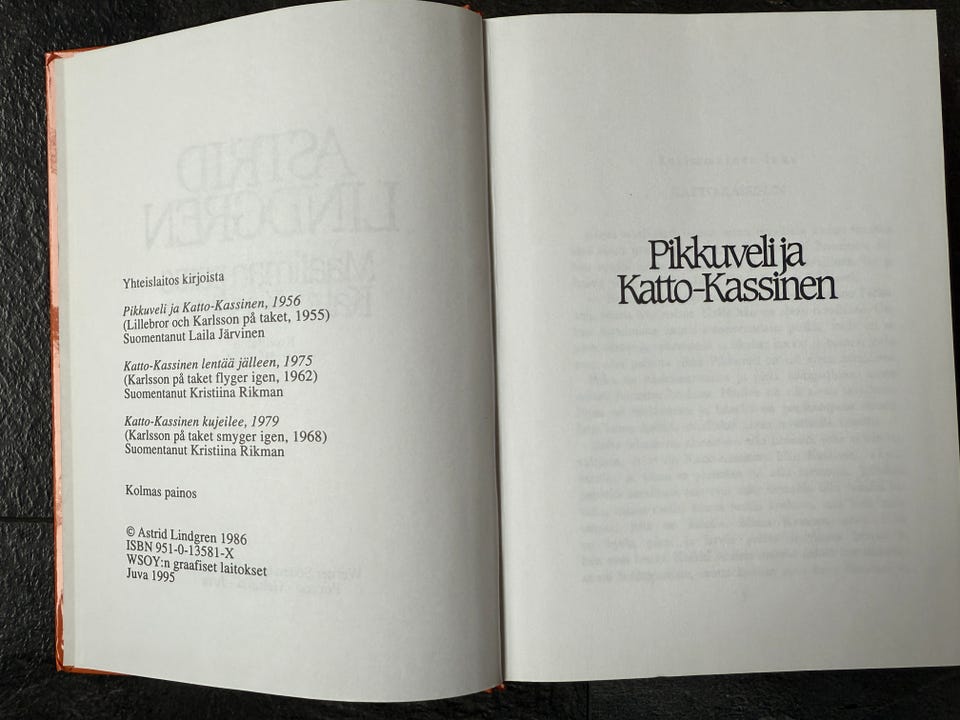 Yhteislaitos kirjoista
Pikkuveli ja Katto-Kassinen, 1956
(Lillebror och Karlsson på taket, 1955)
Suomentanut Laila Järvinen
Katto-Kassinen lentää jälleen, 1975
(Karlsson på taket flyger igen, 1962)
Suomentanut Kristiina Rikman
Katto-Kassinen kujeilee, 1979
(Karlsson på taket smyger igen, 1968)
Suomentanut Kristiina Rikman
Kolmas painos
© Astrid Lindgren 1986
ISBN 951-0-13581-X
WSOY:n graafiset laitokset
Juva 1995
Pikkuveli ja
Katto-Kassinen